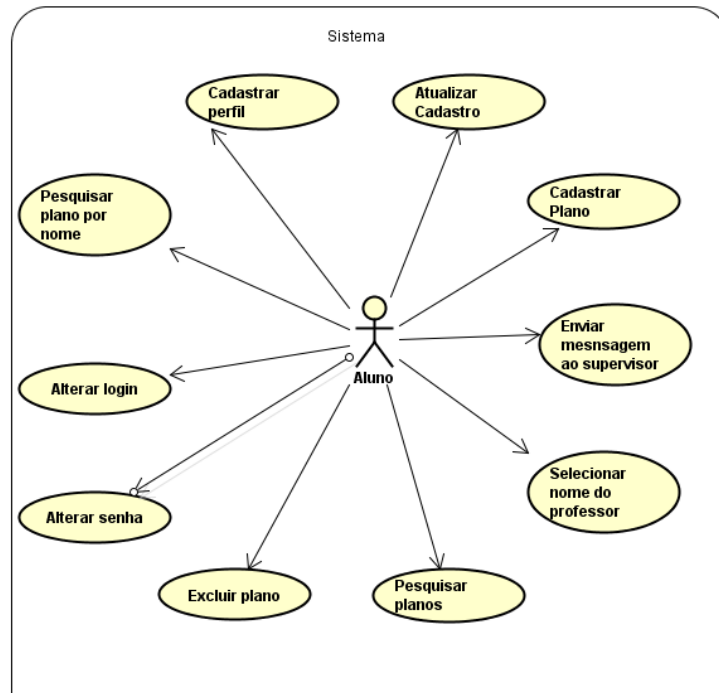 Sistema
Cadastrar
perfil
Atualizar
Cadastro
Pesquisar
plano por
nome
Cadastrar
Plano
Enviar
mesnsagem
ao supervisor
Aluno
Alterar login
Selecionar
nome do
professor
Alterar senha
Excluir plano
Pesquisar
planos